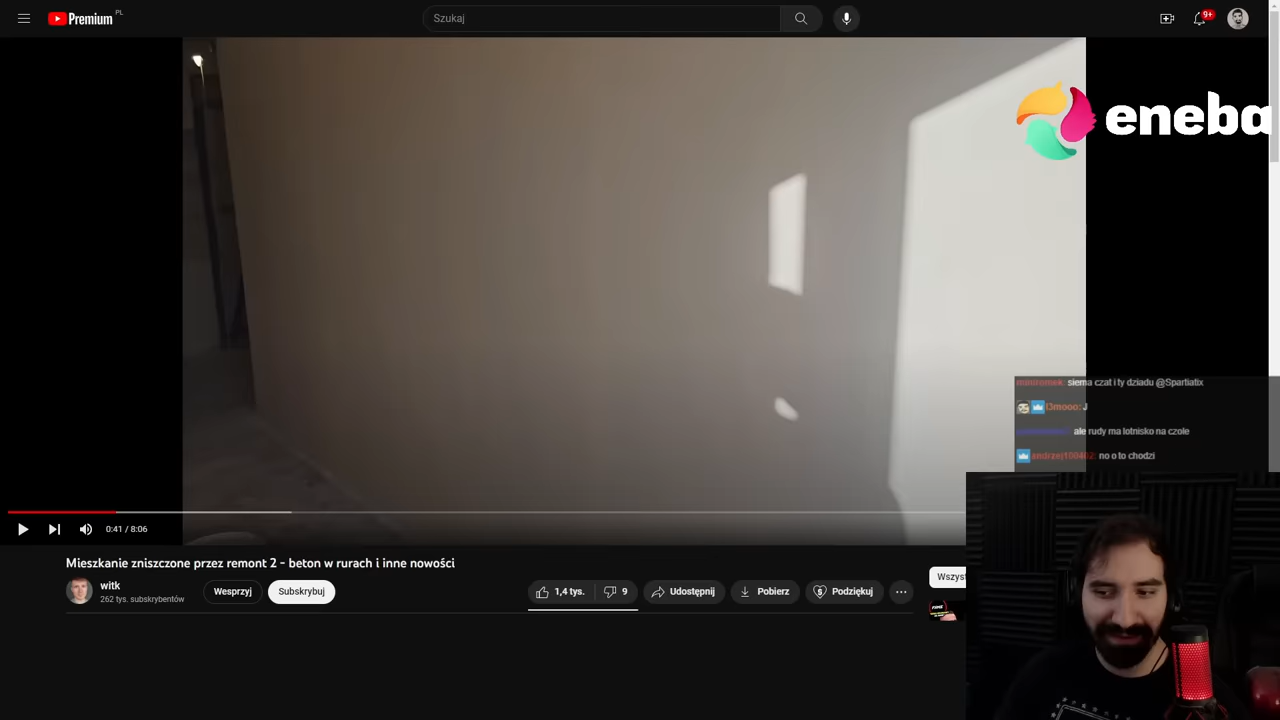 Premium PL
Szukaj
9+
eneba
siema czat i ty dziadu @Spartiatix
J
ale rudy ma lotnisko na czole
no o to chodzi
0:41 / 8:06
Mieszkanie zniszczone przez remont 2 - beton w rurach i inne nowości
witk
262 tys. subskrybentów
Wesprzyj
Subskrybuj
1,4 tys.
9
Udostępnij
Pobierz
Podziękuj